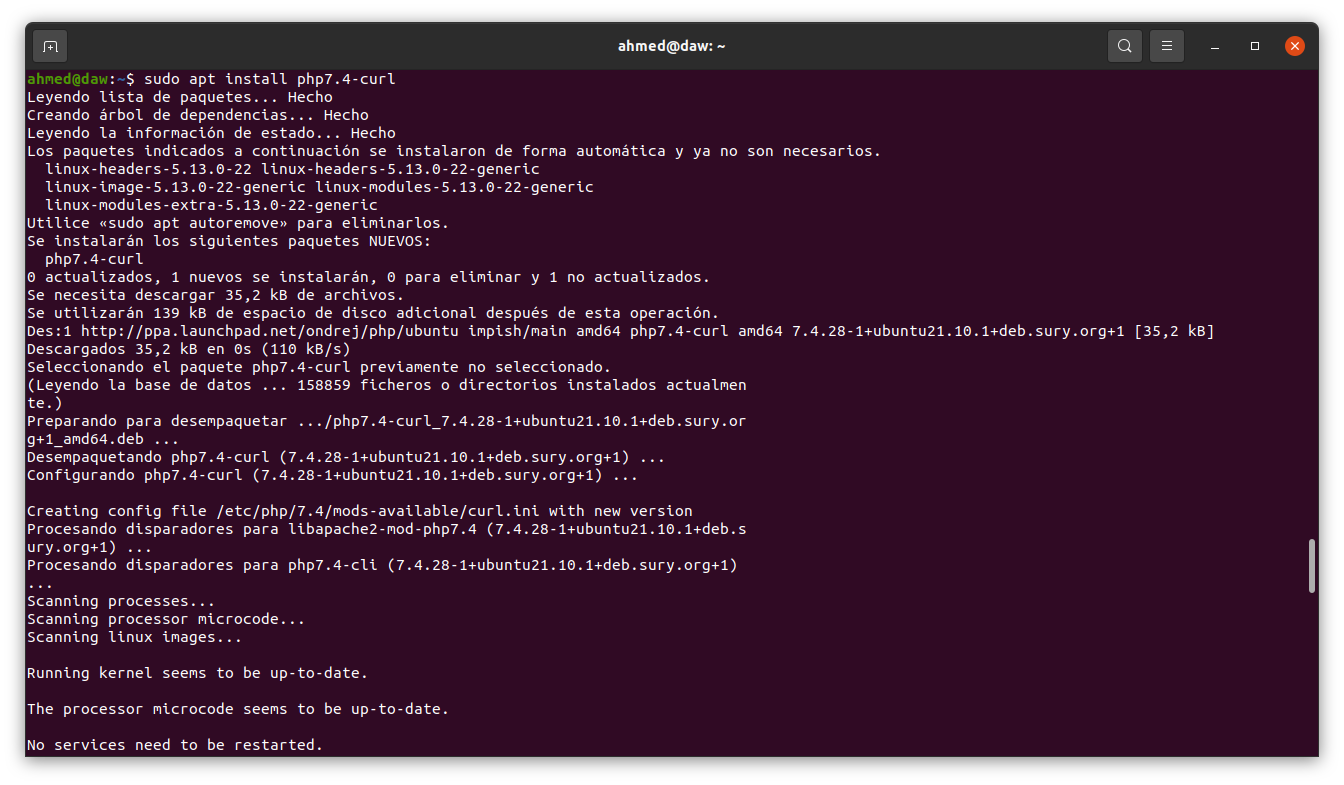 ahmed@daw: ~
ahmed@daw:~$ sudo apt install php7.4-curl
Leyendo lista de paquetes... Hecho
Creando árbol de dependencias... Hecho
Leyendo la información de estado... Hecho
Los paquetes indicados a continuación se instalaron de forma automática y ya no son necesarios.
  linux-headers-5.13.0-22 linux-headers-5.13.0-22-generic
  linux-image-5.13.0-22-generic linux-modules-5.13.0-22-generic
  linux-modules-extra-5.13.0-22-generic
Utilice «sudo apt autoremove» para eliminarlos.
Se instalarán los siguientes paquetes NUEVOS:
  php7.4-curl
0 actualizados, 1 nuevos se instalarán, 0 para eliminar y 1 no actualizados.
Se necesita descargar 35,2 kB de archivos.
Se utilizarán 139 kB de espacio de disco adicional después de esta operación.
Des:1 http://ppa.launchpad.net/ondrej/php/ubuntu impish/main amd64 php7.4-curl amd64 7.4.28-1+ubuntu21.10.1+deb.sury.org+1 [35,2 kB]
Descargados 35,2 kB en 0s (110 kB/s)
Seleccionando el paquete php7.4-curl previamente no seleccionado.
(Leyendo la base de datos ... 158859 ficheros o directorios instalados actualmen
te.)
Preparando para desempaquetar .../php7.4-curl_7.4.28-1+ubuntu21.10.1+deb.sury.or
g+1_amd64.deb ...
Desempaquetando php7.4-curl (7.4.28-1+ubuntu21.10.1+deb.sury.org+1) ...
Configurando php7.4-curl (7.4.28-1+ubuntu21.10.1+deb.sury.org+1) ...

Creating config file /etc/php/7.4/mods-available/curl.ini with new version
Procesando disparadores para libapache2-mod-php7.4 (7.4.28-1+ubuntu21.10.1+deb.s
ury.org+1) ...
Procesando disparadores para php7.4-cli (7.4.28-1+ubuntu21.10.1+deb.sury.org+1)
...
Scanning processes...
Scanning processor microcode...
Scanning linux images...

Running kernel seems to be up-to-date.

The processor microcode seems to be up-to-date.

No services need to be restarted.